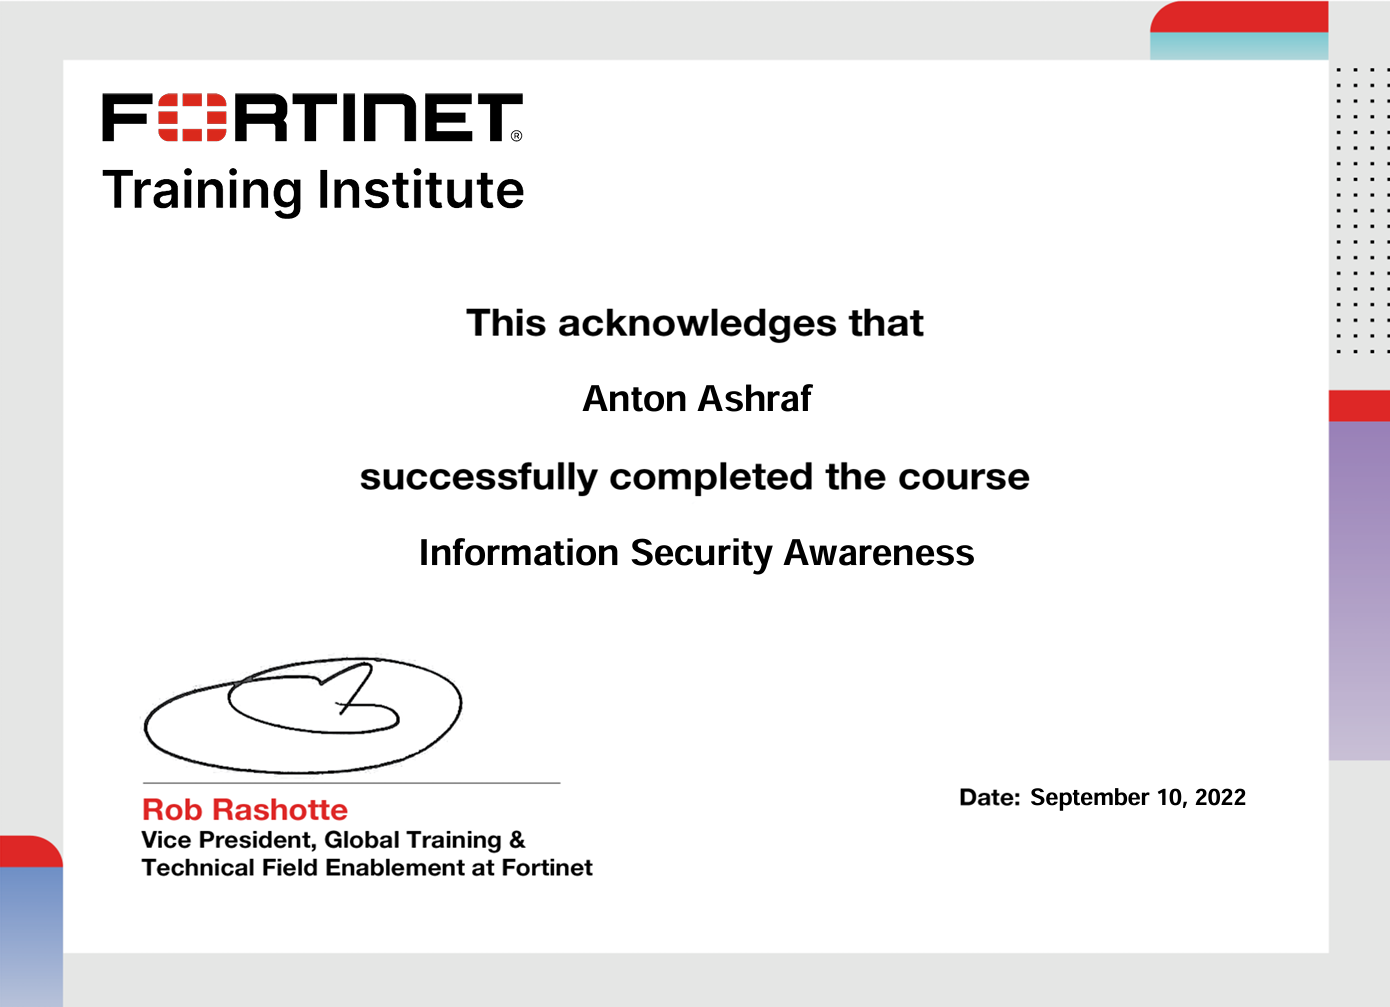 FORTINET®
Training Institute
This acknowledges that
Anton Ashraf
successfully completed the course
Information Security Awareness
Rob Rashotte
Vice President, Global Training &
Technical Field Enablement at Fortinet
Date: September 10, 2022